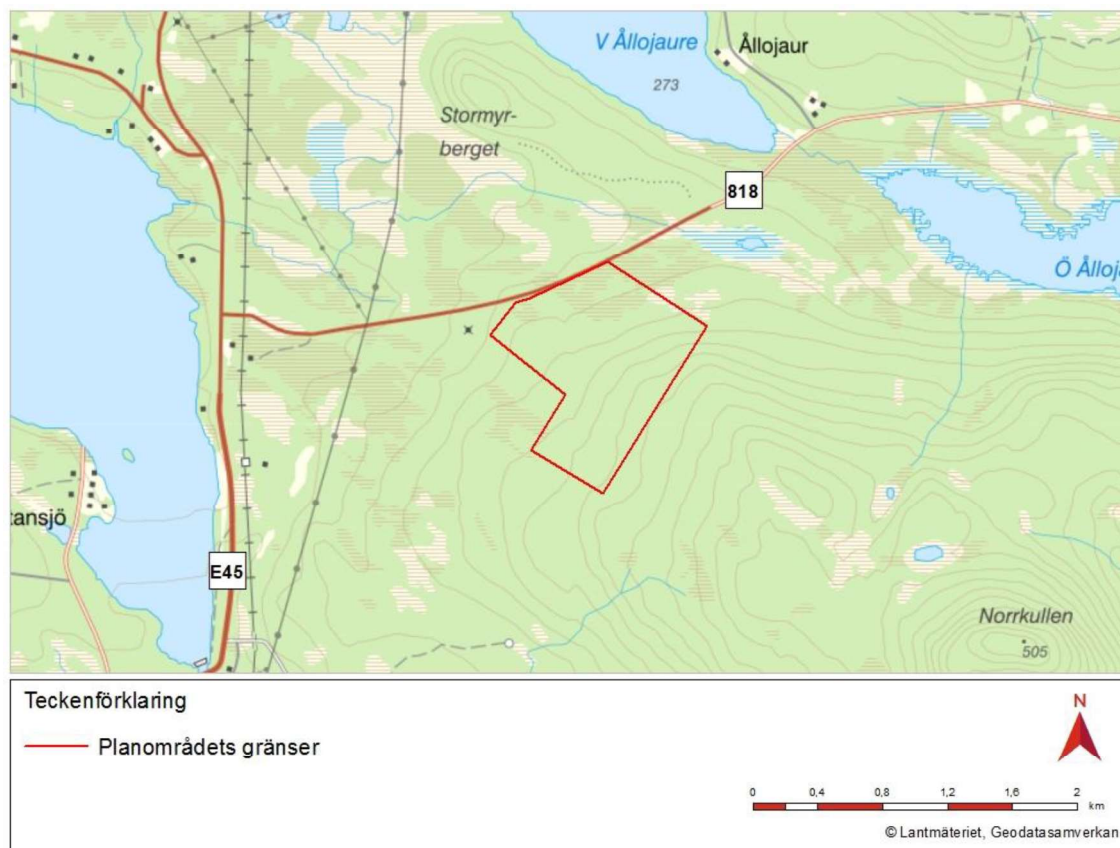 V Ållojaure
Ållojaur
273
Stormyr-
berget
818
tansjö
E45
Norrkullen
505
Teckenförklaring
Planområdets gränser
N
0 0,4 0,8 1,2 1,6 2
km
© Lantmäteriet, Geodatasamverkan
ÖÅlloja